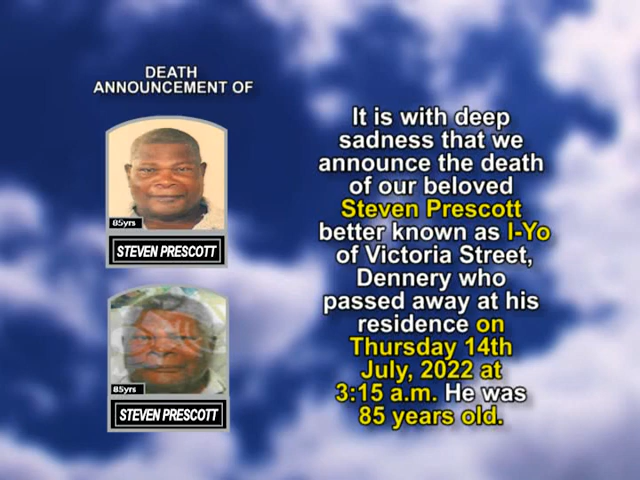 DEATH
ANNOUNCEMENT OF
85yrs
STEVEN PRESCOTT
85yrs
STEVEN PRESCOTT
It is with deep
sadness that we
announce the death
of our beloved
Steven Prescott
better known as I-Yo
of Victoria Street,
Dennery who
passed away at his
residence on
Thursday 14th
July, 2022 at
3:15 a.m. He was
85 years old.